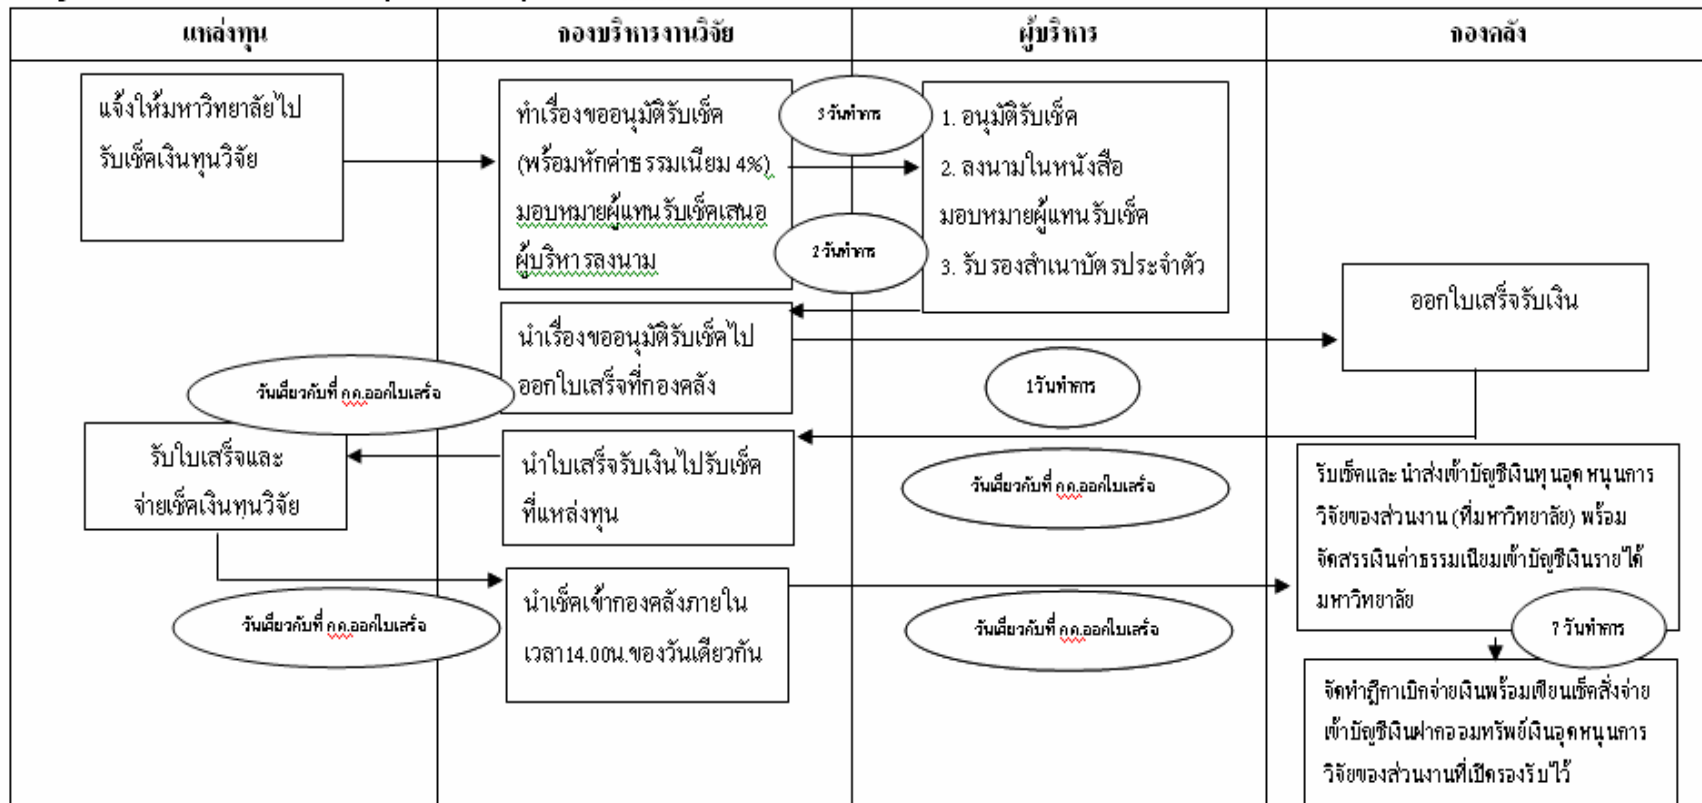 แหล่งทุน
กองบริหารงานวิจัย
ผู้บริหาร
กองคลัง
แจ้งให้มหาวิทยาลัยไป
รับเช็คเงินทุนวิจัย
ทำเรื่องขออนุมัติรับเช็ค
(พร้อมหักค่าธรรมเนียม 4%)
มอบหมายผู้แทนรับเช็คเสนอ
ผู้บริหารลงนาม
3 วันทำการ
2 วันทำการ
1. อนุมัติรับเช็ค
2. ลงนามในหนังสือ
มอบหมายผู้แทนรับเช็ค
3. รับรองสำเนาบัตรประจำตัว
ออกใบเสร็จรับเงิน
นำเรื่องขออนุมัติรับเช็คไป
ออกใบเสร็จที่กองคลัง
วันเดียวกับที่ กค.ออกใบเสร็จ
1วันทำการ
รับใบเสร็จและ
จ่ายเช็คเงินทุนวิจัย
นำใบเสร็จรับเงินไปรับเช็ค
ที่แหล่งทุน
วันเดียวกับที่ กค.ออกใบเสร็จ
รับเช็คและนำส่งเข้าบัญชีเงินทุนอุดหนุนการ
วิจัยของส่วนงาน (ที่มหาวิทยาลัย) พร้อม
จัดสรรเงินค่าธรรมเนียมเข้าบัญชีเงินรายได้
มหาวิทยาลัย
วันเดียวกับที่ กค.ออกใบเสร็จ
นำเช็คเข้ากองคลังภายใน
เวลา14.00น.ของวันเดียวกัน
วันเดียวกับที่ กค.ออกใบเสร็จ
7 วันทำการ
จัดทำฎีกาเบิกจ่ายเงินพร้อมเขียนเช็คสั่งจ่าย
เข้าบัญชีเงินฝากออมทรัพย์เงินอุดหนุนการ
วิจัยของส่วนงานที่เปิดรองรับไว้